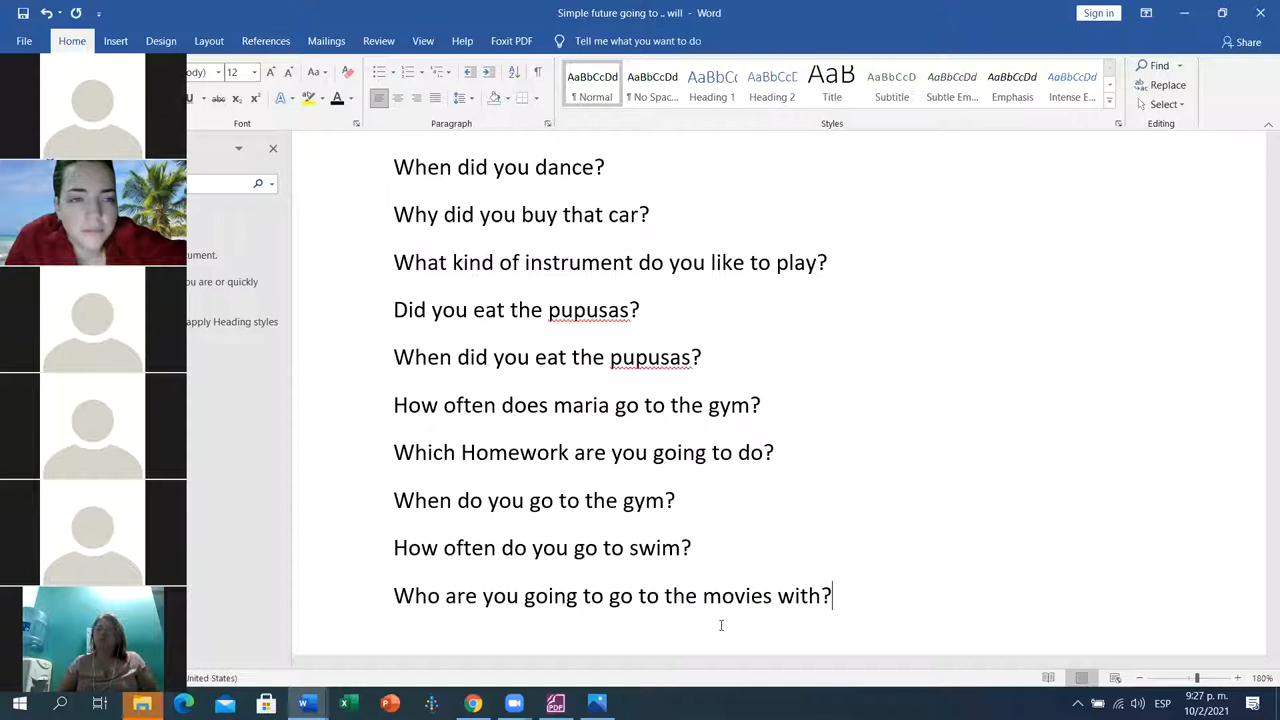 Simple future going to .. will - Word
Sign in
File Home Insert Design Layout References Mailings Review View Help Foxit PDF Tell me what you want to do Share
ody) 12 Aa
AaBbCcDd AaBbCcDd AaBbCc AaBbCcC AaB AaBbCcD AaBbCcDd AaBbCcDd AaBbCcDd
¶ Normal ¶ No Spac... Heading 1 Heading 2 Title Subtitle Subtle Em... Emphasis Intense E...
Find
Replace
Select
Font Paragraph Styles Editing
cument.
ou are or quickly
apply Heading styles
When did you dance?
Why did you buy that car?
What kind of instrument do you like to play?
Did you eat the pupusas?
When did you eat the pupusas?
How often does maria go to the gym?
Which Homework are you going to do?
When do you go to the gym?
How often do you go to swim?
Who are you going to go to the movies with?
United States)
180%
ESP
9:27 p. m.
10/2/2021